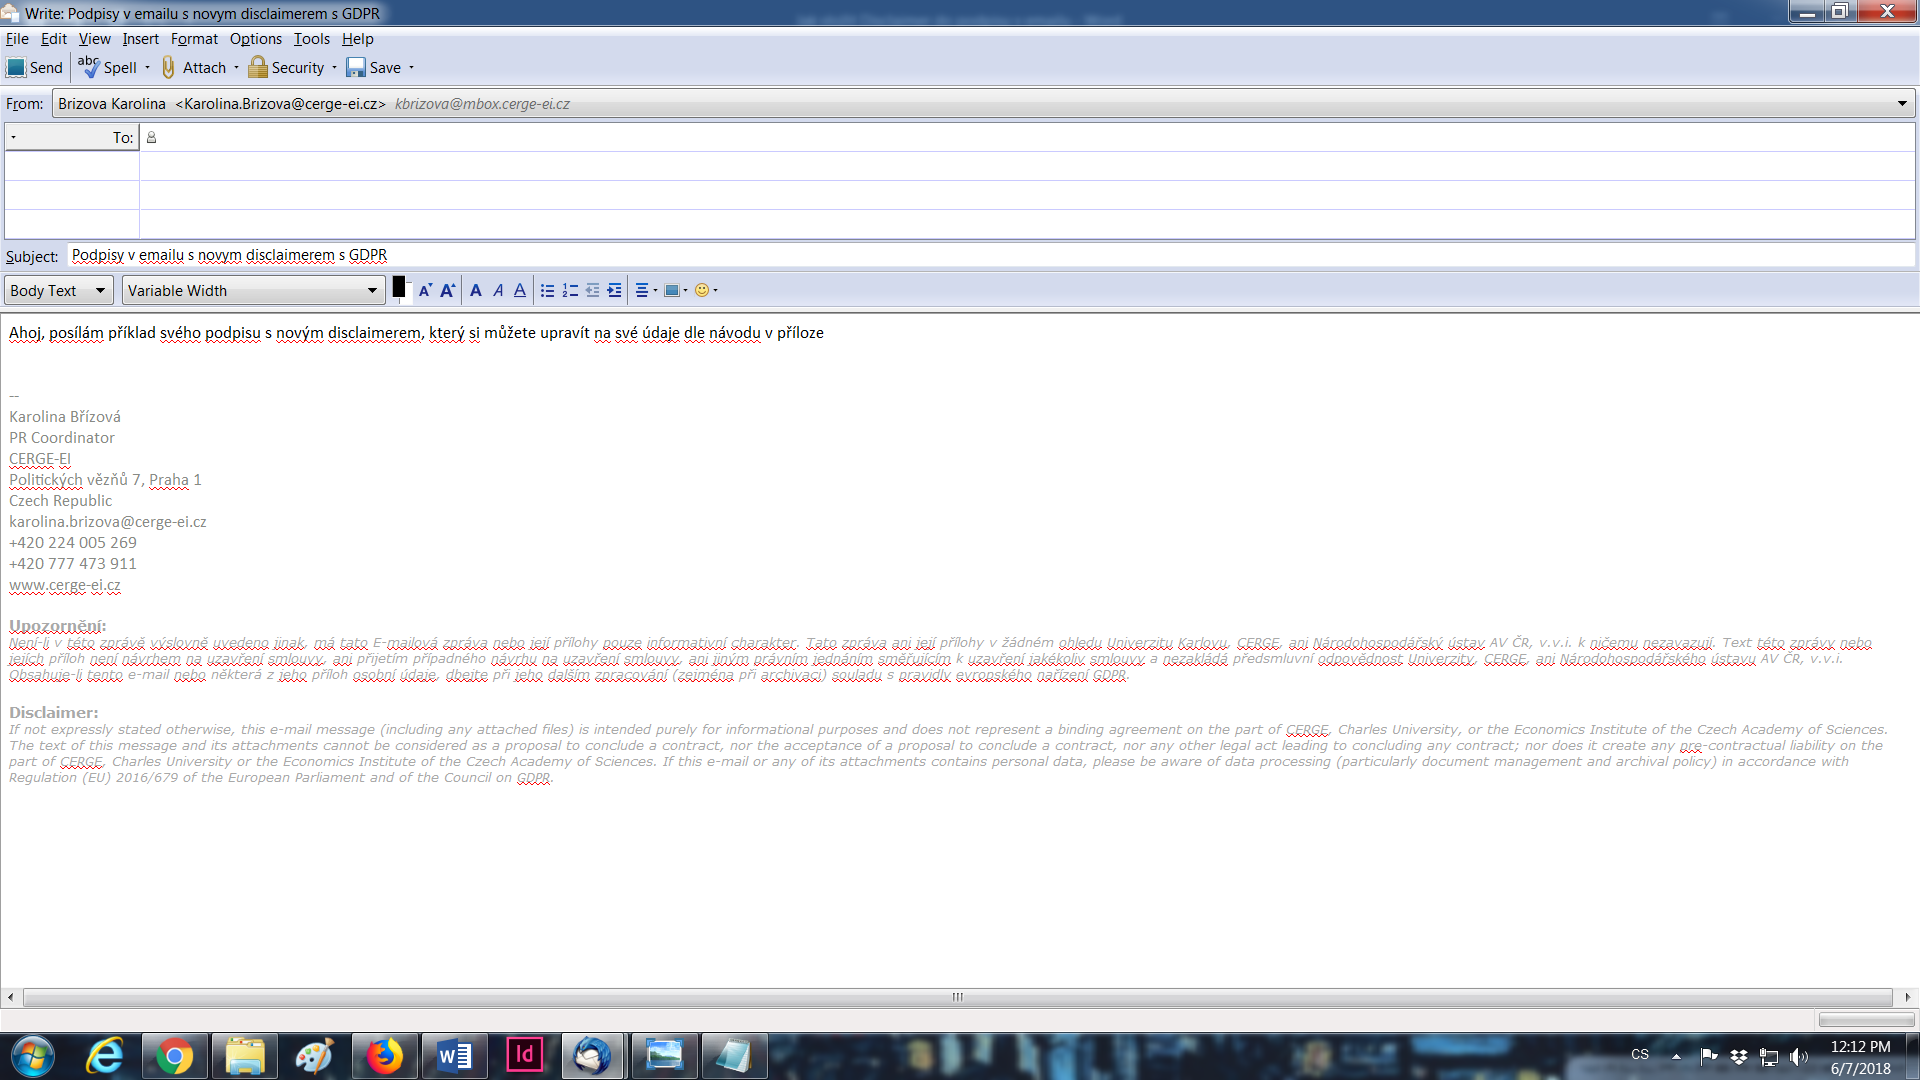 Write: Podpisy v emailu s novym disclaimerem s GDPR
File Edit View Insert Format Options Tools Help
Send abc Spell Attach Security Save
From: Brizova Karolina <Karolina.Brizova@cerge-ei.cz> kbrizova@mbox.cerge-ei.cz
To:
Subject: Podpisy v emailu s novym disclaimerem s GDPR
Body Text Variable Width
Ahoj, posílám příklad svého podpisu s novým disclaimerem, který si můžete upravít na své údaje dle návodu v příloze
--
Karolina Břízová
PR Coordinator
CERGE-EI
Politických vězňů 7, Praha 1
Czech Republic
karolina.brizova@cerge-ei.cz
+420 224 005 269
+420 777 473 911
www.cerge-ei.cz
Upozornění:
Není-li v této zprávě výslovně uvedeno jinak, má tato E-mailová zpráva nebo její přílohy pouze informativní charakter. Tato zpráva ani její přílohy v žádném ohledu Univerzitu Karlovu, CERGE, ani Národohospodářský ústav AV ČR, v.v.i. k ničemu nezavazují. Text této zprávy nebo
jejích příloh není návrhem na uzavření smlouvy, ani přijetím případného návrhu na uzavření smlouvy, ani jiným právním jednáním směřujícím k uzavření jakékoliv smlouvy a nezakládá předsmluvní odpovědnost Univerzity, CERGE, ani Národohospodářského ústavu AV ČR, v.v.i.
Obsahuje-li tento e-mail nebo některá z jeho příloh osobní údaje, dbejte při jeho dalším zpracování (zejména při archivaci) souladu s pravidly evropského nařízení GDPR.
Disclaimer:
If not expressly stated otherwise, this e-mail message (including any attached files) is intended purely for informational purposes and does not represent a binding agreement on the part of CERGE, Charles University, or the Economics Institute of the Czech Academy of Sciences.
The text of this message and its attachments cannot be considered as a proposal to conclude a contract, nor the acceptance of a proposal to conclude a contract, nor any other legal act leading to concluding any contract; nor does it create any pre-contractual liability on the
part of CERGE, Charles University or the Economics Institute of the Czech Academy of Sciences. If this e-mail or any of its attachments contains personal data, please be aware of data processing (particularly document management and archival policy) in accordance with
Regulation (EU) 2016/679 of the European Parliament and of the Council on GDPR.
Id
CS
12:12 PM
6/7/2018